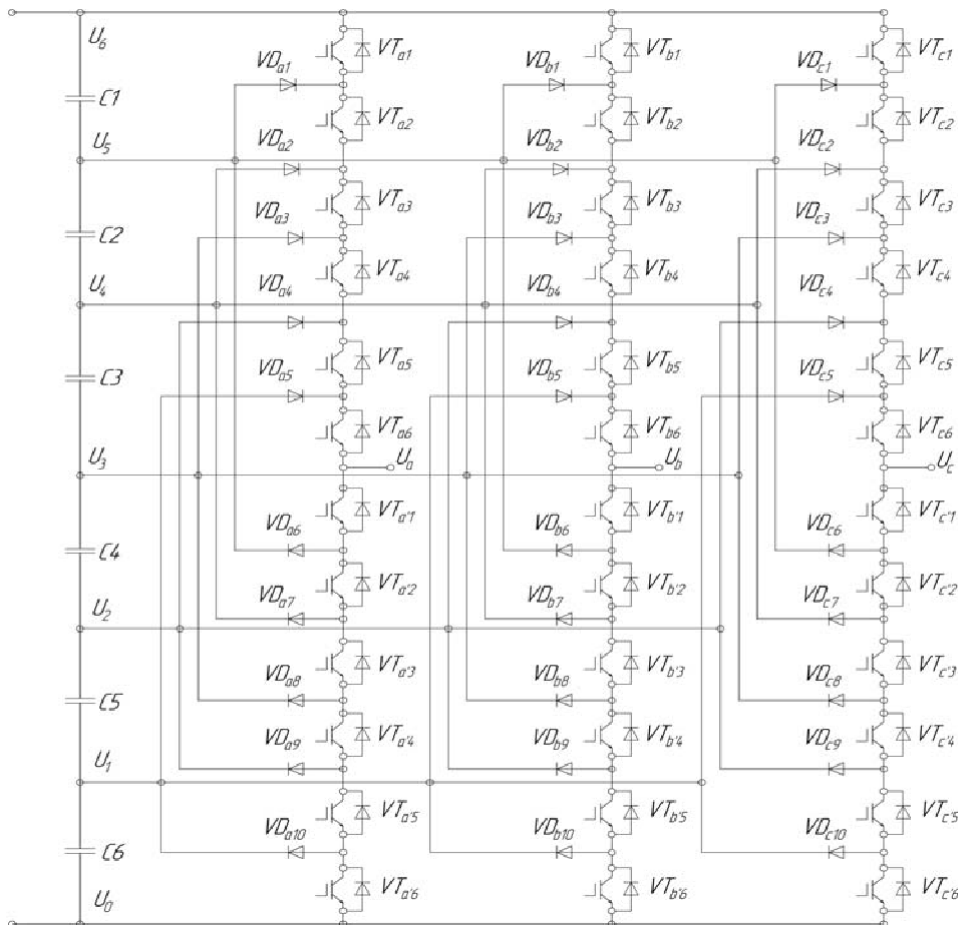 U6 VTa1 VTb1 VTc1
VDa1 VDb1 VDc1
C1 VTa2 VTb2 VTc2
U5 VDa2 VDb2 VDc2
VTa3 VTb3 VTc3
C2 VDa3 VDb3 VDc3
VTa4 VTb4 VTc4
U4 VDa4 VDb4 VDc4
C3 VTa5 VTb5 VTc5
VDa5 VDb5 VDc5
VTa6 VTb6 VTc6
U3 Ua Ub Uc
VTa'1 VTb'1 VTc'1
C4 VDa6 VDb6 VDc6
VTa'2 VTb'2 VTc'2
U2 VDa7 VDb7 VDc7
VTa'3 VTb'3 VTc'3
C5 VDa8 VDb8 VDc8
VDa9 VTa'4 VDb9 VTb'4 VDc9 VTc'4
U1
VTa'5 VTb'5 VTc'5
C6 VDa10 VDb10 VDc10
U0 VTa'6 VTb'6 VTc'6